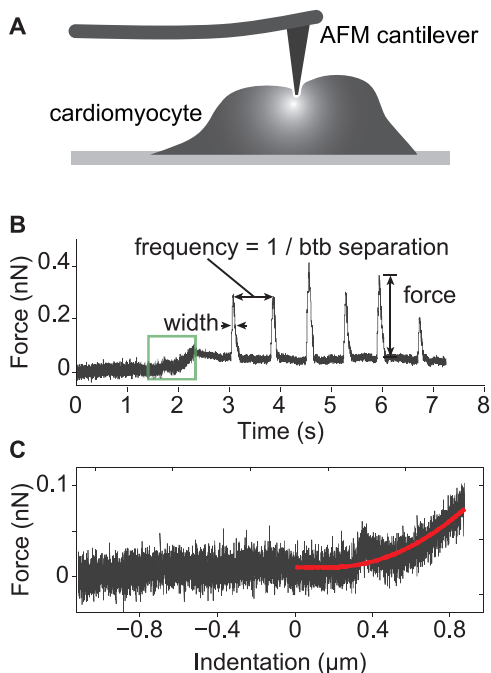 A
AFM cantilever
cardiomyocyte
B
frequency = 1 / btb separation
0.4
0.2
0
Force (nN)
width
force
0 1 2 3 4 5 6 7 8
Time (s)
C
0.1
0
Force (nN)
−0.8 −0.4 0 0.4 0.8
Indentation (µm)